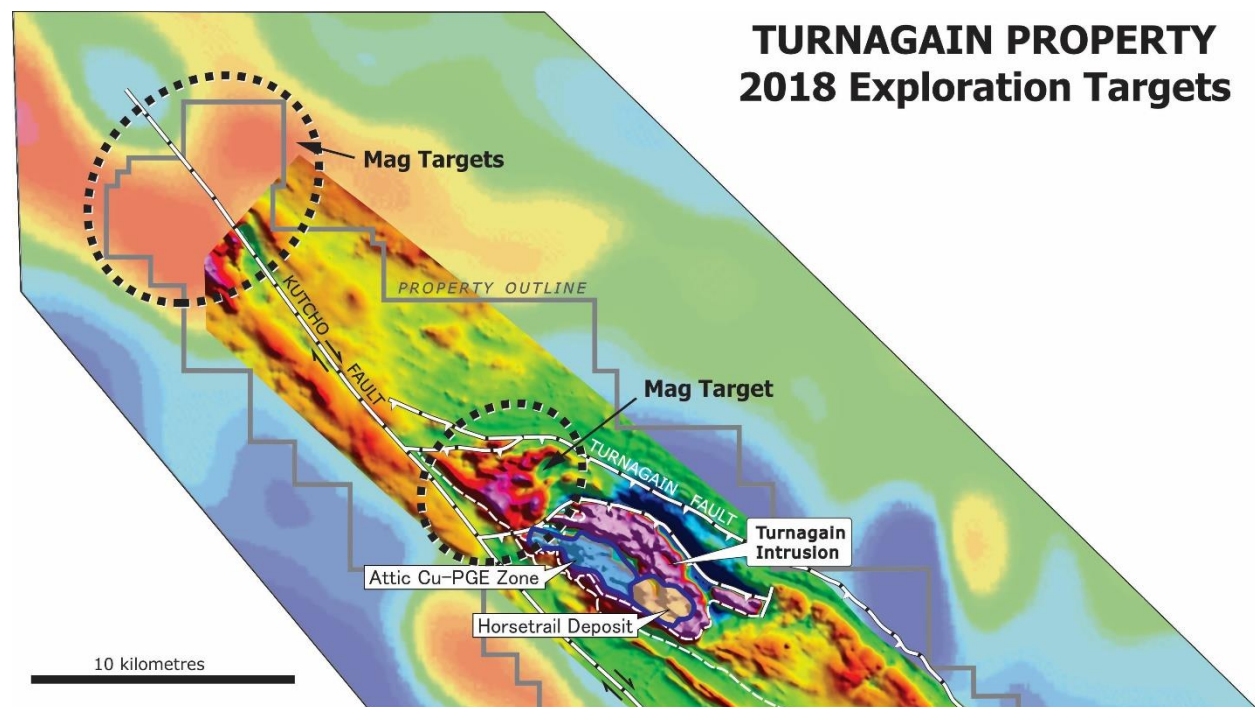 TURNAGAIN PROPERTY
2018 Exploration Targets
Mag Targets
PROPERTY OUTLINE
KUTCHO
FAULT
Mag Target
TURNAGAIN FAULT
Turnagain
Intrusion
Attic Cu-PGE Zone
Horsetrail Deposit
10 kilometres